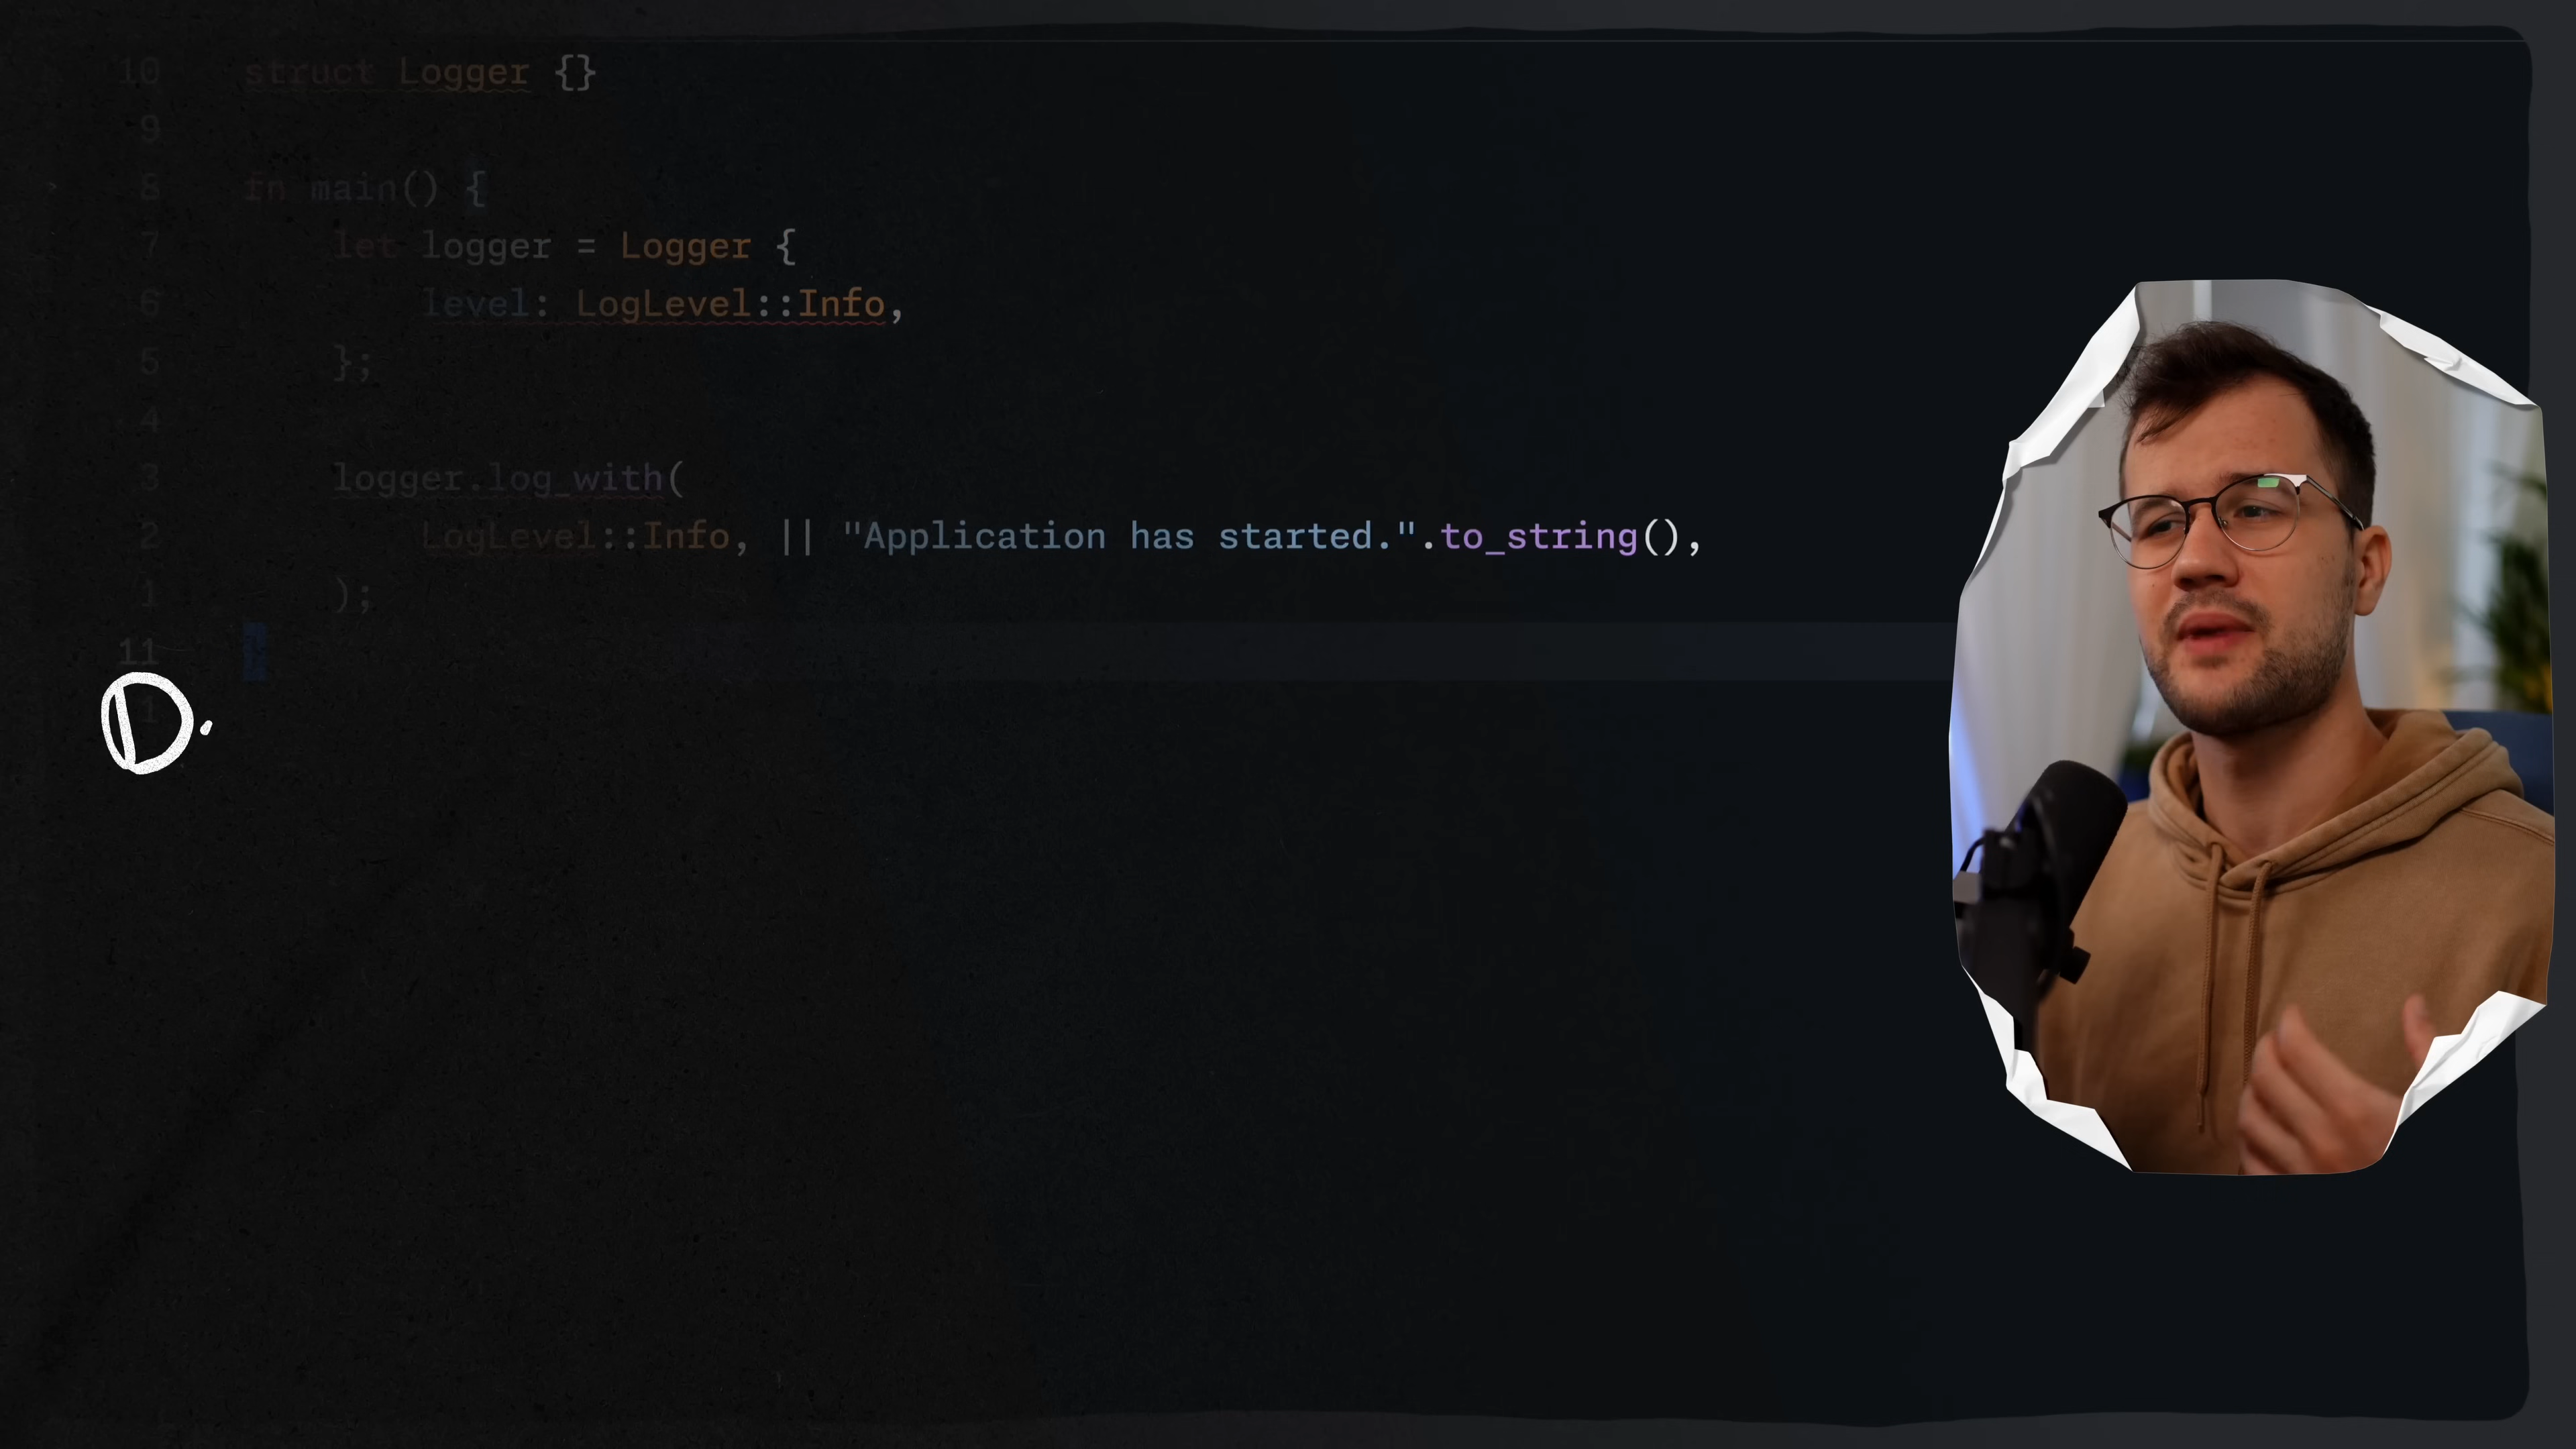 10 struct Logger {}
9
8 fn main() {
7 let logger = Logger {
6 level: LogLevel::Info,
5 };
4
3 logger.log_with(
2 LogLevel::Info, || "Application has started.".to_string(),
1 );
11 }
1
D.